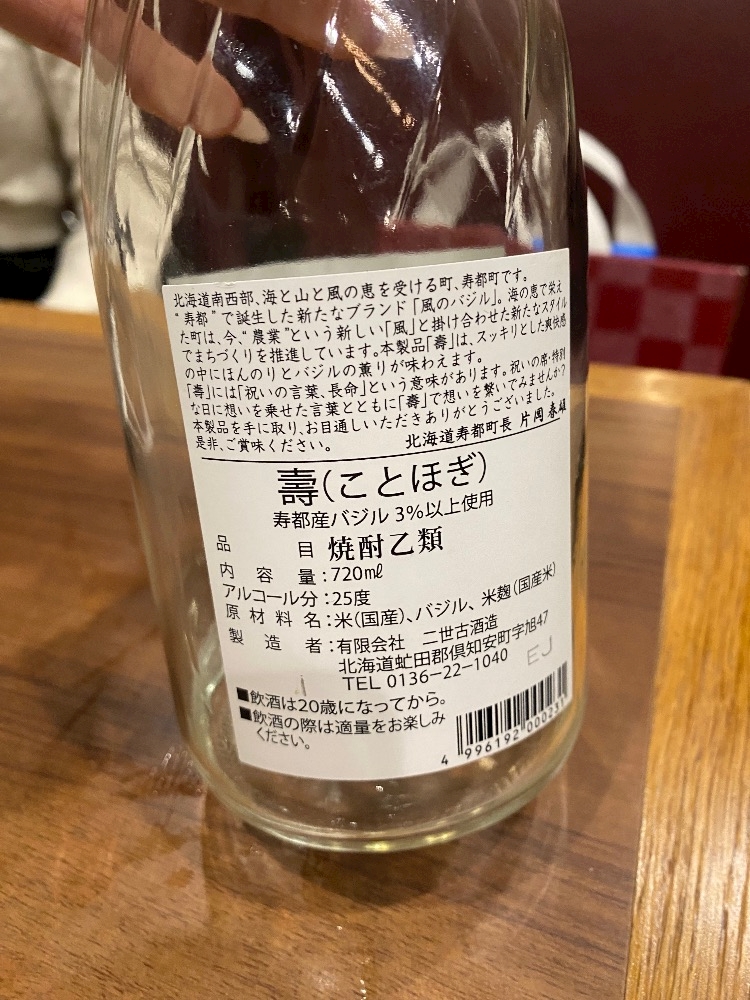 北海道南西部、海と山と風の恵を受ける町、寿都町です。
“寿都”で誕生した新たなブランド「風のバジル」。海の恵で栄え
た町は、今、“農業”という新しい「風」と掛け合わせた新たなスタイル
でまちづくりを推進しています。本製品「壽」は、スッキリとした爽快感
の中にほんのりとバジルの薫りが味わえます。
「壽」には「祝いの言葉、長命」という意味があります。祝いの席・特別
な日に想いを乗せた言葉とともに「壽」で想いを繋いでみませんか?
本製品を手に取り、お目通しいただきありがとうございました。
是非、ご賞味ください。 北海道寿都町長 片岡春雄
壽(ことほぎ)
寿都産バジル 3%以上使用
品目 焼酎乙類
内容量:720㎖
アルコール分:25度
原材料名:米(国産)、バジル、米麹(国産米)
製造者:有限会社 二世古酒造
北海道虻田郡倶知安町字旭47
TEL 0136-22-1040
EJ
■飲酒は20歳になってから。
■飲酒の際は適量をお楽しみ
ください。
4 996192 000231